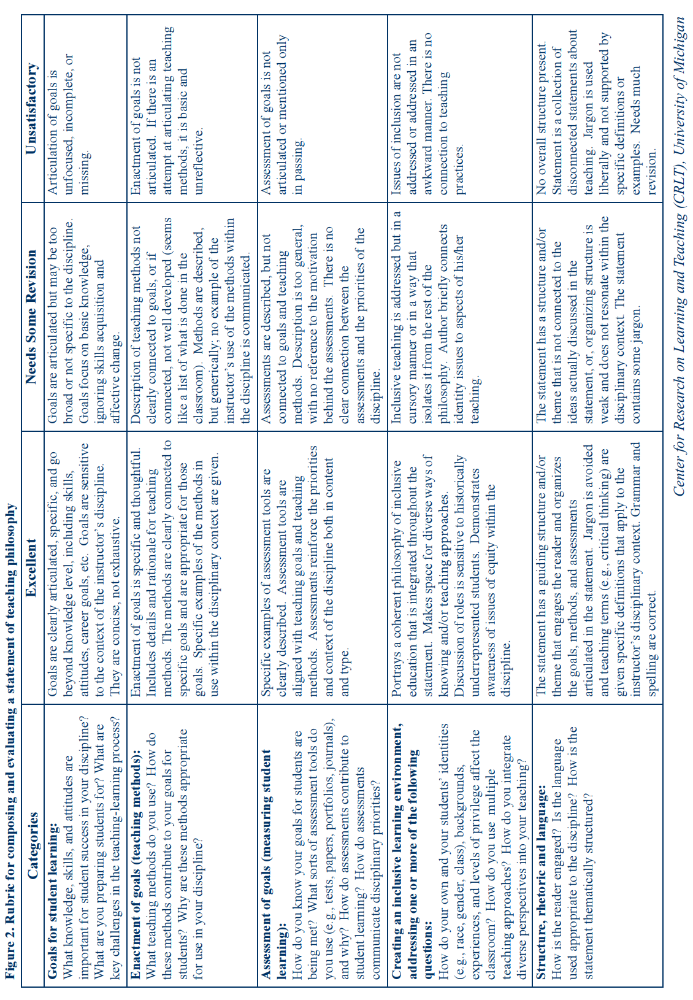 Figure 2. Rubric for composing and evaluating a statement of teaching philosophy
Categories
Excellent
Needs Some Revision
Unsatisfactory
Goals for student learning:
What knowledge, skills, and attitudes are
important for student success in your discipline?
What are you preparing students for? What are
key challenges in the teaching-learning process?
Goals are clearly articulated, specific, and go
beyond knowledge level, including skills,
attitudes, career goals, etc. Goals are sensitive
to the context of the instructor's discipline.
They are concise, not exhaustive.
Goals are articulated but may be too
broad or not specific to the discipline.
Goals focus on basic knowledge,
ignoring skills acquisition and
affective change.
Articulation of goals is
unfocused, incomplete, or
missing.
Enactment of goals (teaching methods):
What teaching methods do you use? How do
these methods contribute to your goals for
students? Why are these methods appropriate
for use in your discipline?
Enactment of goals is specific and thoughtful.
Includes details and rationale for teaching
methods. The methods are clearly connected to
specific goals and are appropriate for those
goals. Specific examples of the methods in
use within the disciplinary context are given.
Description of teaching methods not
clearly connected to goals, or if
connected, not well developed (seems
like a list of what is done in the
classroom). Methods are described,
but generically; no example of the
instructor's use of the methods within
the discipline is communicated.
Enactment of goals is not
articulated. If there is an
attempt at articulating teaching
methods, it is basic and
unreflective.
Assessment of goals (measuring student
learning):
How do you know your goals for students are
being met? What sorts of assessment tools do
you use (e.g., tests, papers, portfolios, journals),
and why? How do assessments contribute to
student learning? How do assessments
communicate disciplinary priorities?
Specific examples of assessment tools are
clearly described. Assessment tools are
aligned with teaching goals and teaching
methods. Assessments reinforce the priorities
and context of the discipline both in content
and type.
Assessments are described, but not
connected to goals and teaching
methods. Description is too general,
with no reference to the motivation
behind the assessments. There is no
clear connection between the
assessments and the priorities of the
discipline.
Assessment of goals is not
articulated or mentioned only
in passing.
Creating an inclusive learning environment,
addressing one or more of the following
questions:
How do your own and your students' identities
(e.g., race, gender, class), backgrounds,
experiences, and levels of privilege affect the
classroom? How do you use multiple
teaching approaches? How do you integrate
diverse perspectives into your teaching?
Portrays a coherent philosophy of inclusive
education that is integrated throughout the
statement. Makes space for diverse ways of
knowing and/or teaching approaches.
Discussion of roles is sensitive to historically
underrepresented students. Demonstrates
awareness of issues of equity within the
discipline.
Inclusive teaching is addressed but in a
cursory manner or in a way that
isolates it from the rest of the
philosophy. Author briefly connects
identity issues to aspects of his/her
teaching.
Issues of inclusion are not
addressed or addressed in an
awkward manner. There is no
connection to teaching
practices.
Structure, rhetoric and language:
How is the reader engaged? Is the language
used appropriate to the discipline? How is the
statement thematically structured?
The statement has a guiding structure and/or
theme that engages the reader and organizes
the goals, methods, and assessments
articulated in the statement. Jargon is avoided
and teaching terms (e.g., critical thinking) are
given specific definitions that apply to the
instructor's disciplinary context. Grammar and
spelling are correct.
The statement has a structure and/or
theme that is not connected to the
ideas actually discussed in the
statement, or, organizing structure is
weak and does not resonate within the
disciplinary context. The statement
contains some jargon.
No overall structure present.
Statement is a collection of
disconnected statements about
teaching. Jargon is used
liberally and not supported by
specific definitions or
examples. Needs much
revision.
Center for Research on Learning and Teaching (CRLT), University of Michigan